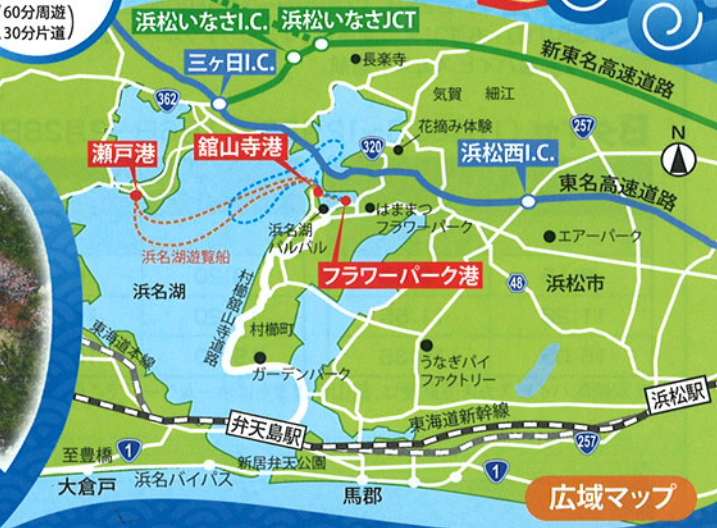 60分周遊
30分片道
浜松いなさI.C.
浜松いなさJCT
三ヶ日I.C.
長楽寺
新東名高速道路
362
気賀 細江
257
花摘み体験
320
N
瀬戸港
舘山寺港
浜松西I.C.
東名高速道路
浜名湖
パルパル
はままつ
フラワーパーク
エアーパーク
浜名湖遊覧船
フラワーパーク港
48
浜松市
浜名湖
村櫛舘山寺道路
村櫛町
東海道本線
ガーデンパーク
うなぎパイ
ファクトリー
浜松駅
東海道新幹線
弁天島駅
257
至豊橋
1
新居弁天公園
1
大倉戸
浜名バイパス
馬郡
広域マップ